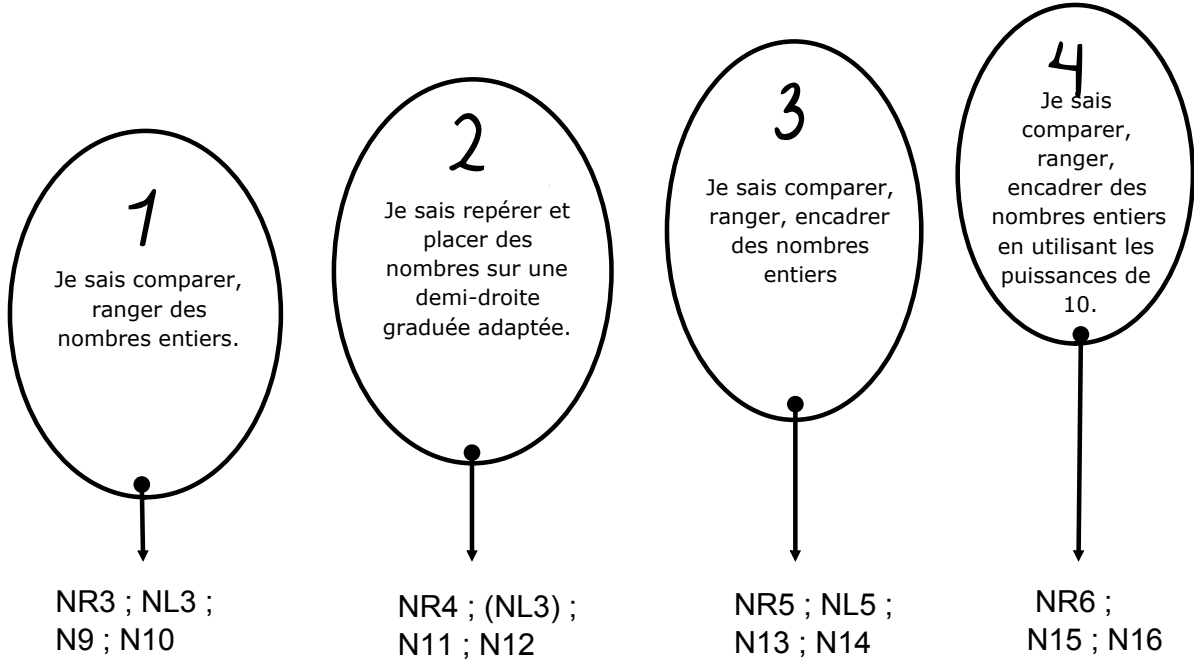 1
Je sais comparer,
ranger des
nombres entiers.
NR3 ; NL3 ;
N9 ; N10
2
Je sais repérer et
placer des
nombres sur une
demi-droite
graduée adaptée.
NR4 ; (NL3) ;
N11 ; N12
3
Je sais comparer,
ranger, encadrer
des nombres
entiers
NR5 ; NL5 ;
N13 ; N14
4
Je sais
comparer,
ranger,
encadrer des
nombres entiers
en utilisant les
puissances de
10.
NR6 ;
N15 ; N16